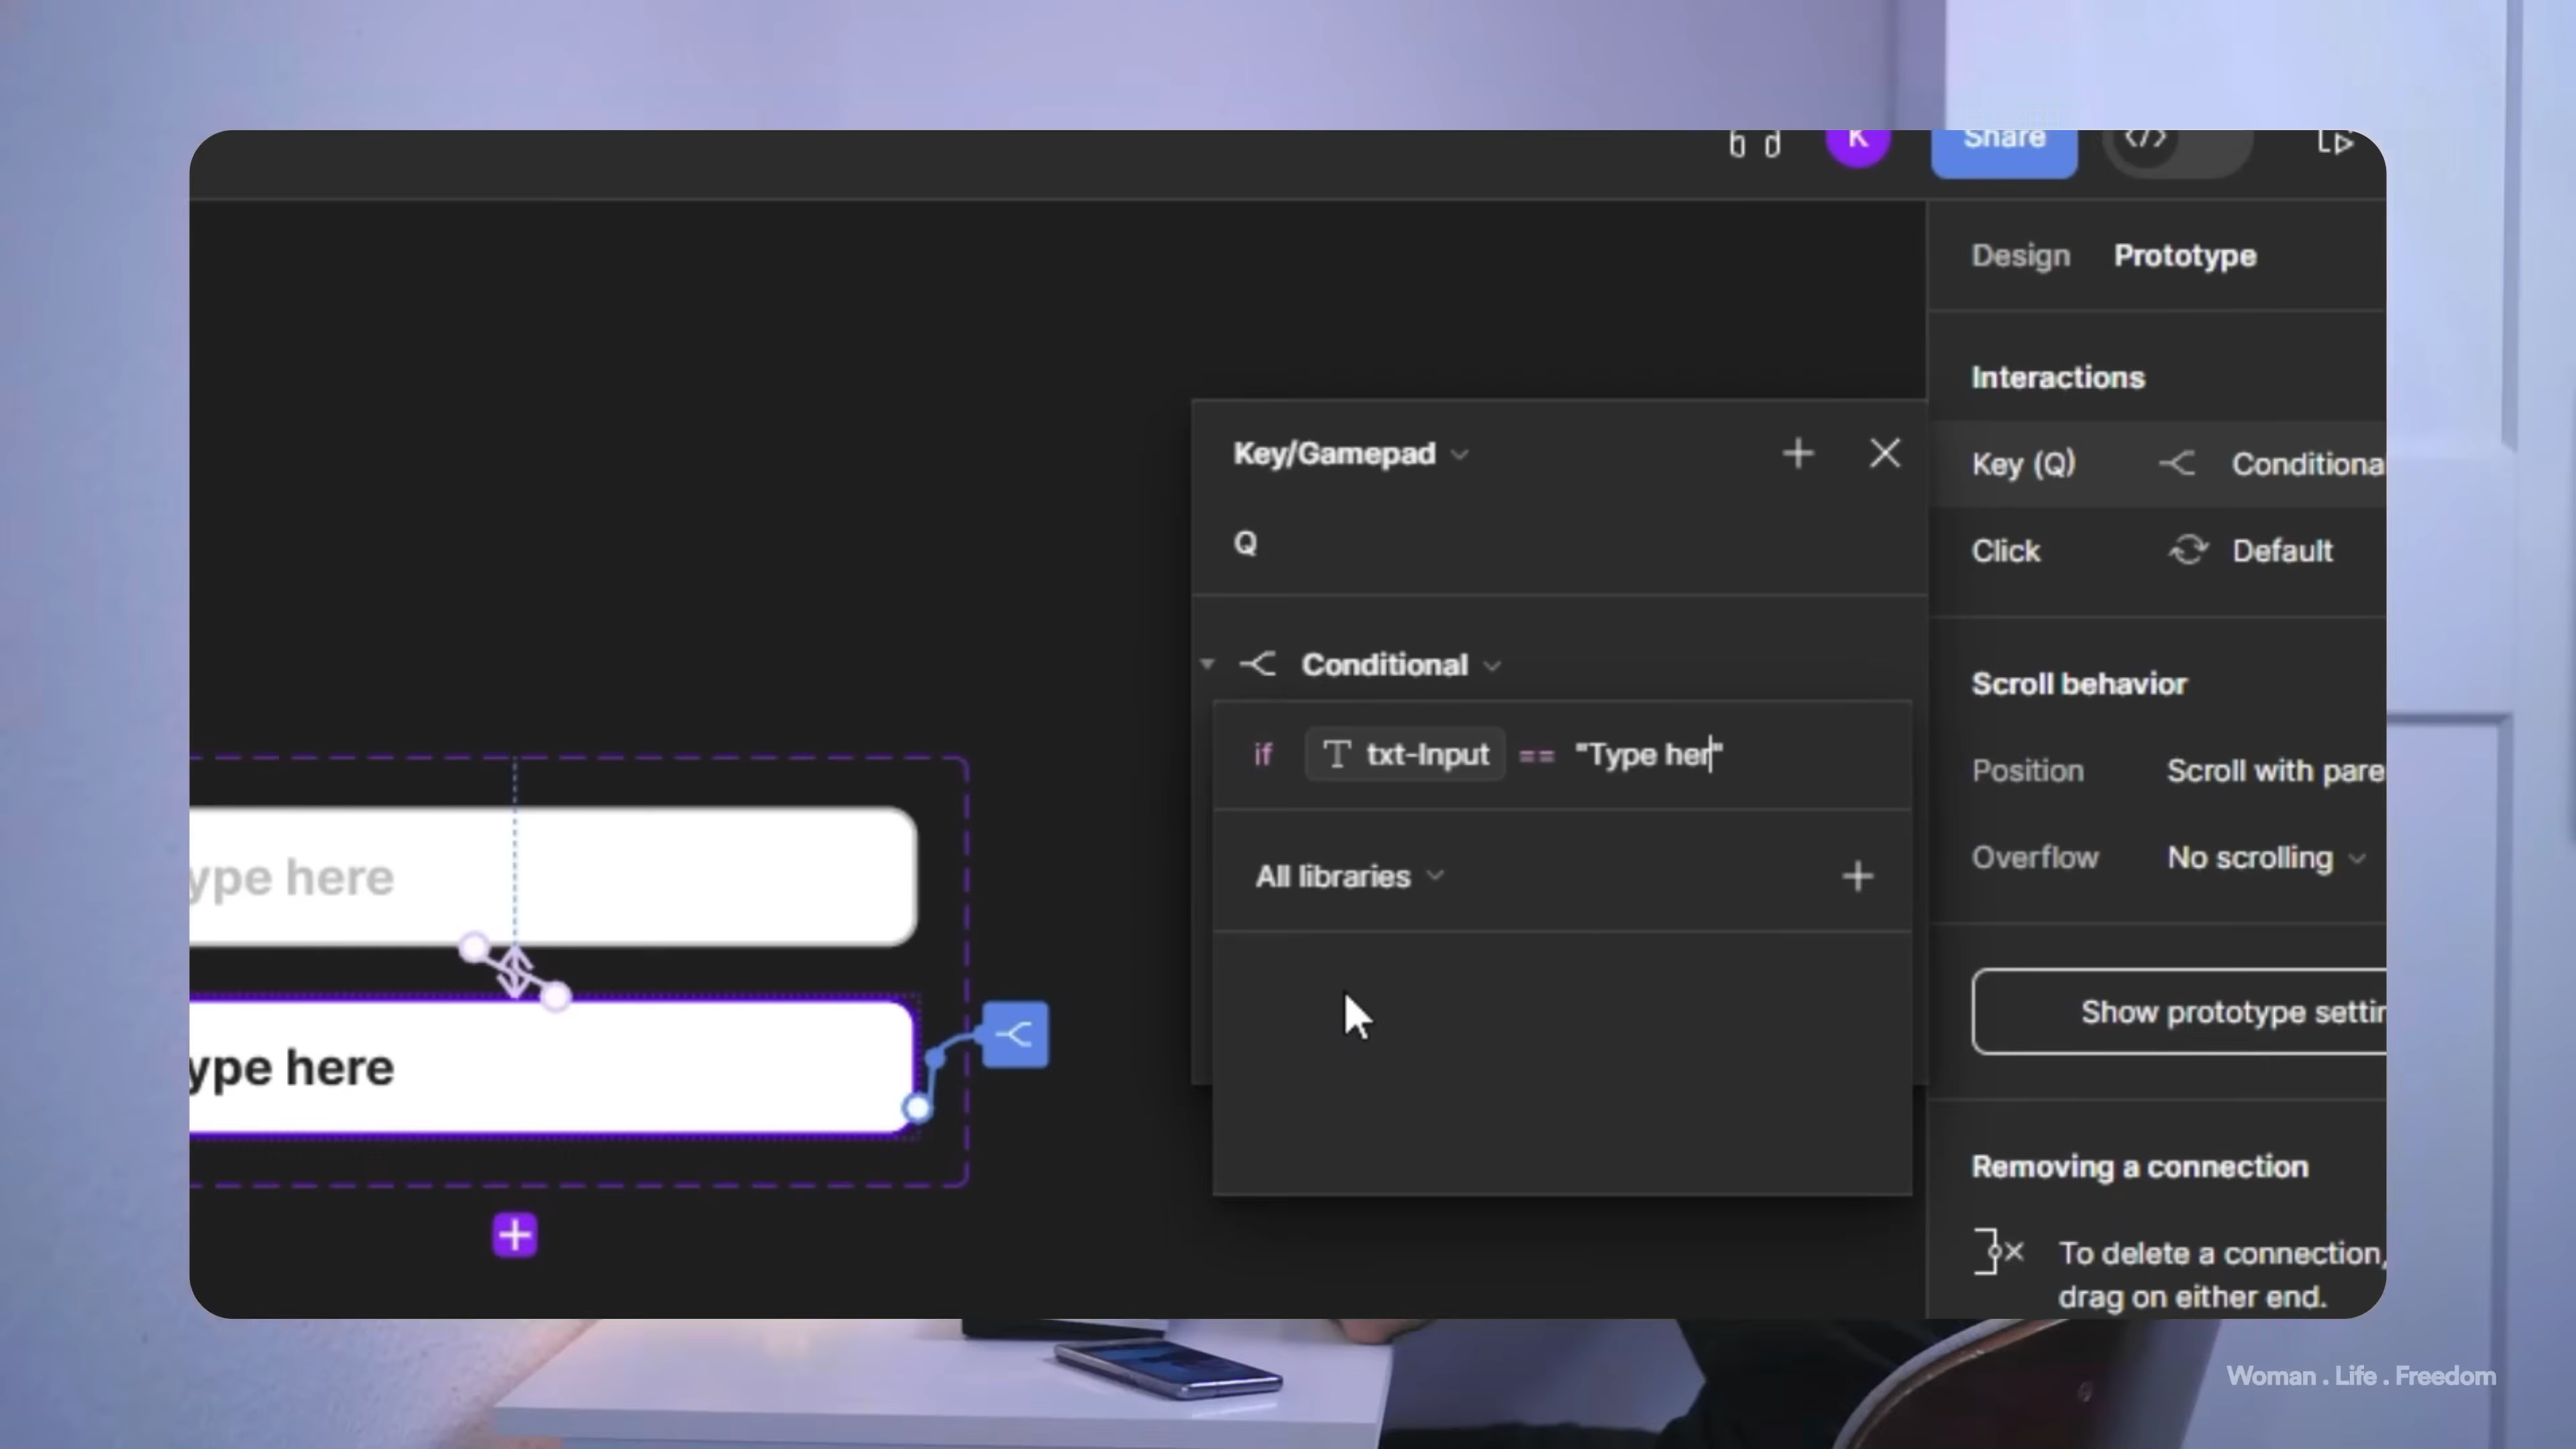 K
Share
</>
Design Prototype
Interactions
Key/Gamepad
Key (Q) Conditiona
Q
Click Default
Conditional
Scroll behavior
if T txt-Input == "Type her"
Position Scroll with pare
ype here
All libraries
Overflow No scrolling
Show prototype settin
ype here
Removing a connection
To delete a connection,
drag on either end.
Woman . Life . Freedom